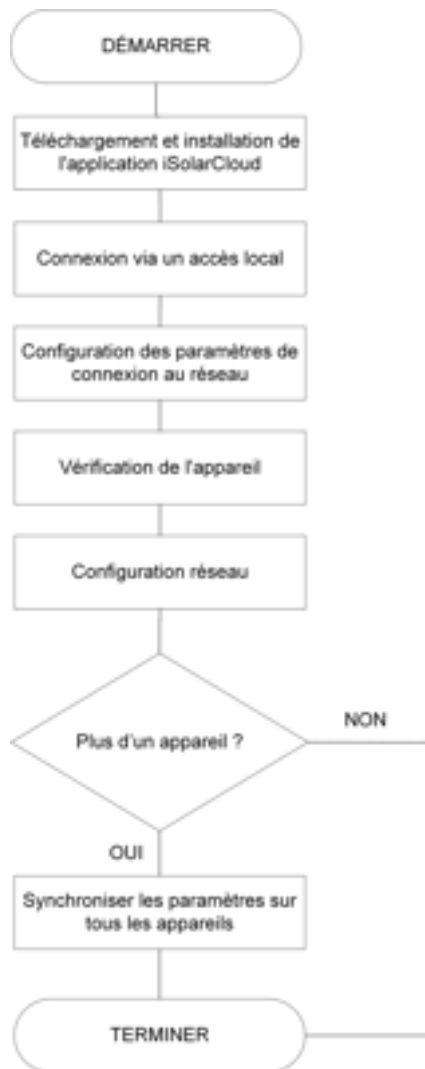 DÉMARRER
Téléchargement et installation de
l'application iSolarCloud
Connexion via un accès local
Configuration des paramètres de
connexion au réseau
Vérification de l'appareil
Configuration réseau
Plus d'un appareil ?
NON
OUI
Synchroniser les paramètres sur
tous les appareils
TERMINER